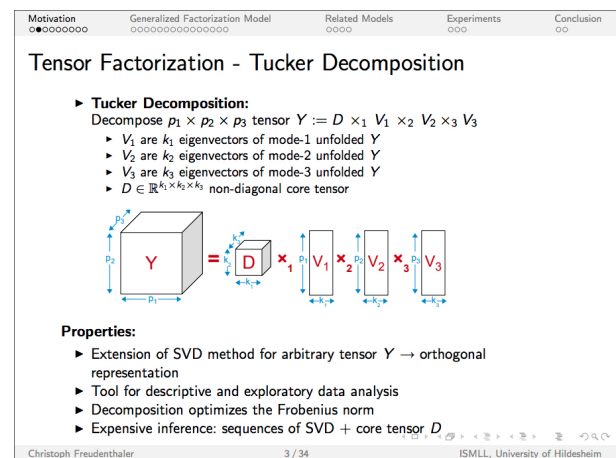 Motivation Generalized Factorization Model Related Models Experiments Conclusion
Tensor Factorization - Tucker Decomposition
► Tucker Decomposition:
Decompose p₁ × p₂ × p₃ tensor Y := D ×₁ V₁ ×₂ V₂ ×₃ V₃
► V₁ are k₁ eigenvectors of mode-1 unfolded Y
► V₂ are k₂ eigenvectors of mode-2 unfolded Y
► V₃ are k₃ eigenvectors of mode-3 unfolded Y
► D ∈ ℝ^{k₁×k₂×k₃} non-diagonal core tensor
p₃ k₃
p₂ Y = k₂ D ×₁ p₁ V₁ ×₂ p₂ V₂ ×₃ p₃ V₃
p₁ k₁ k₁ k₂ k₃
Properties:
► Extension of SVD method for arbitrary tensor Y → orthogonal
representation
► Tool for descriptive and exploratory data analysis
► Decomposition optimizes the Frobenius norm
► Expensive inference: sequences of SVD + core tensor D
Christoph Freudenthaler 3 / 34 ISMLL, University of Hildesheim